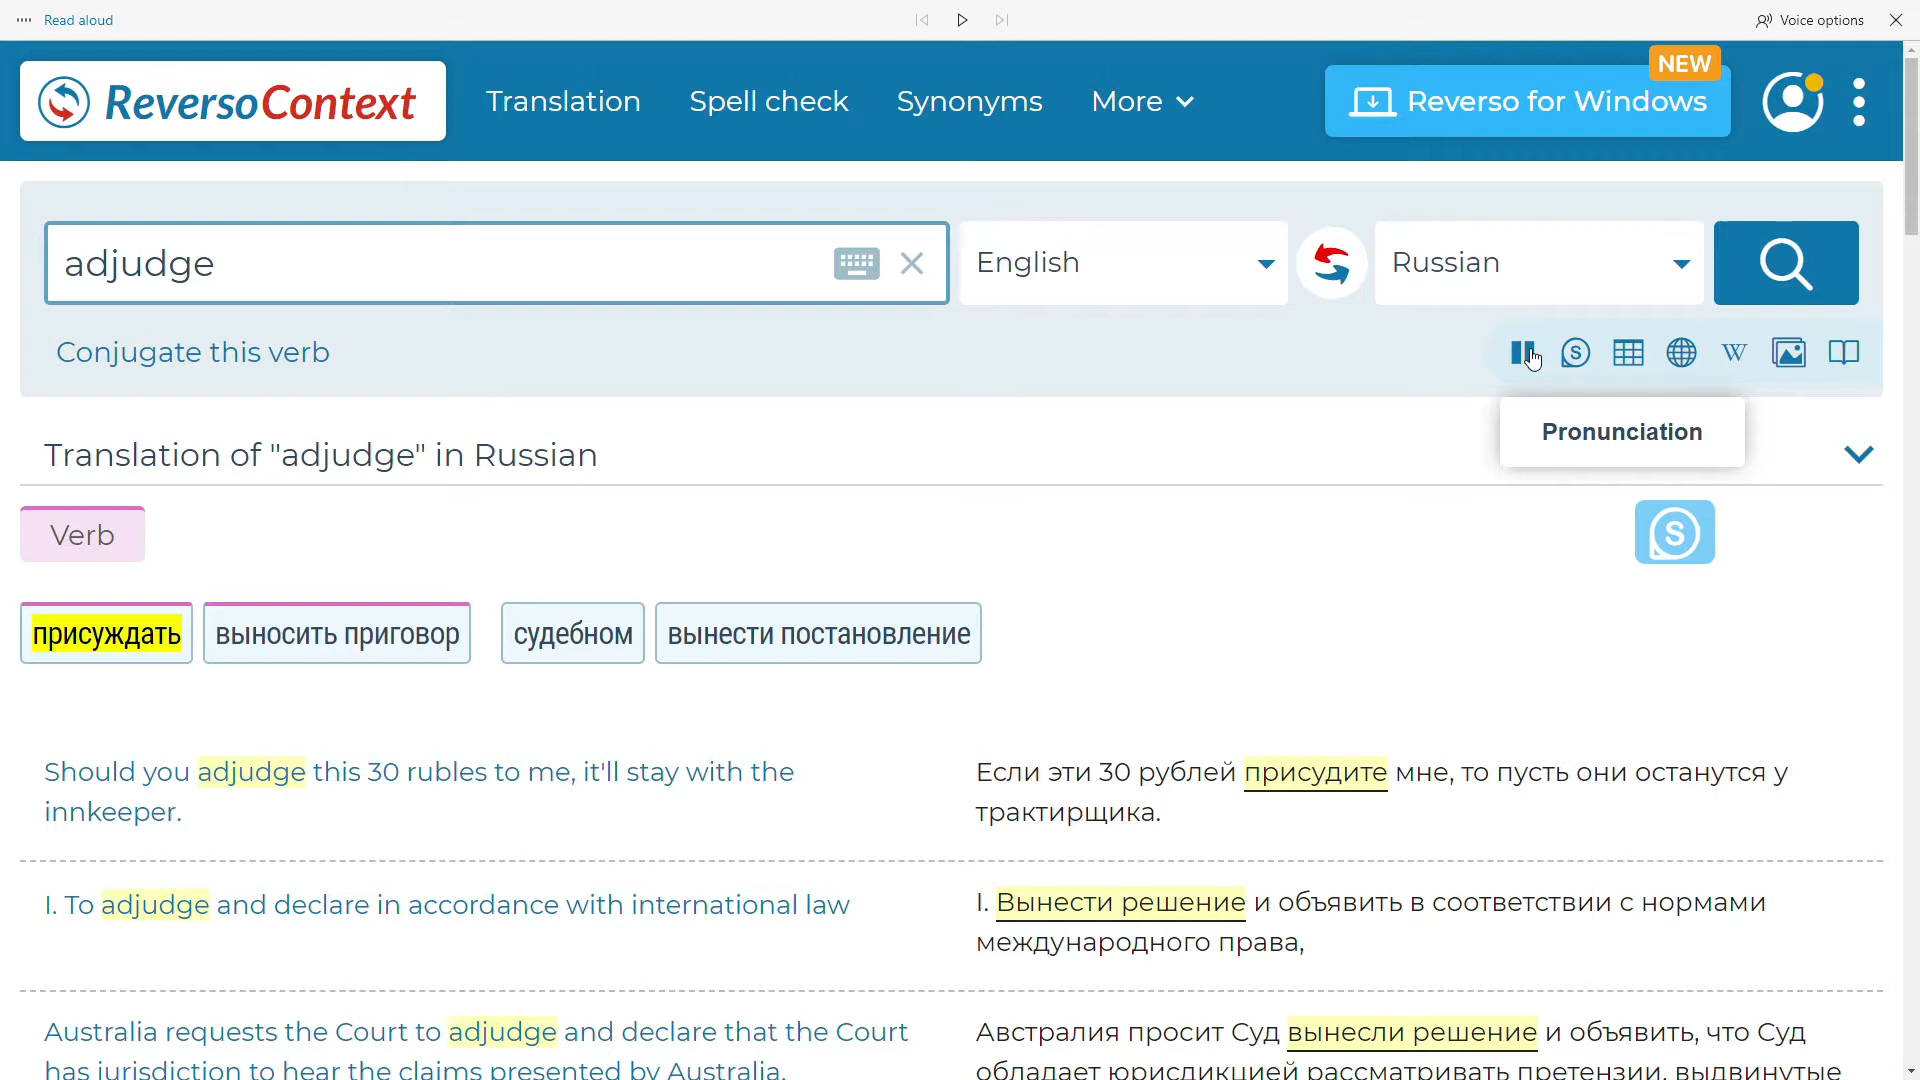 Read aloud
Voice options
ReversoContext
Translation
Spell check
Synonyms
More
Reverso for Windows
NEW
adjudge
English
Russian
Conjugate this verb
Pronunciation
Translation of "adjudge" in Russian
Verb
присуждать
выносить приговор
судебном
вынести постановление
Should you adjudge this 30 rubles to me, it'll stay with the
innkeeper.
Если эти 30 рублей присудите мне, то пусть они останутся у
трактирщика.
I. To adjudge and declare in accordance with international law
I. Вынести решение и объявить в соответствии с нормами
международного права,
Australia requests the Court to adjudge and declare that the Court
has jurisdiction to hear the claims presented by Australia.
Австралия просит Суд вынесли решение и объявить, что Суд
обладает юрисдикцией рассматривать претензии, выдвинутые